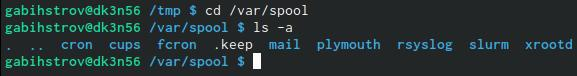 gabihstrov@dk3n56 /tmp $ cd /var/spool
gabihstrov@dk3n56 /var/spool $ ls -a
. .. cron cups fcron .keep mail plymouth rsyslog slurm xrootd
gabihstrov@dk3n56 /var/spool $